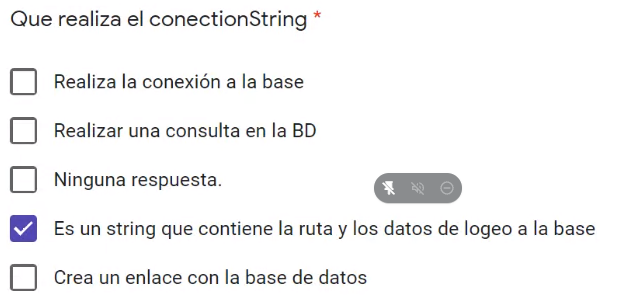 Que realiza el conectionString *
Realiza la conexión a la base
Realizar una consulta en la BD
Ninguna respuesta.
Es un string que contiene la ruta y los datos de logeo a la base
Crea un enlace con la base de datos